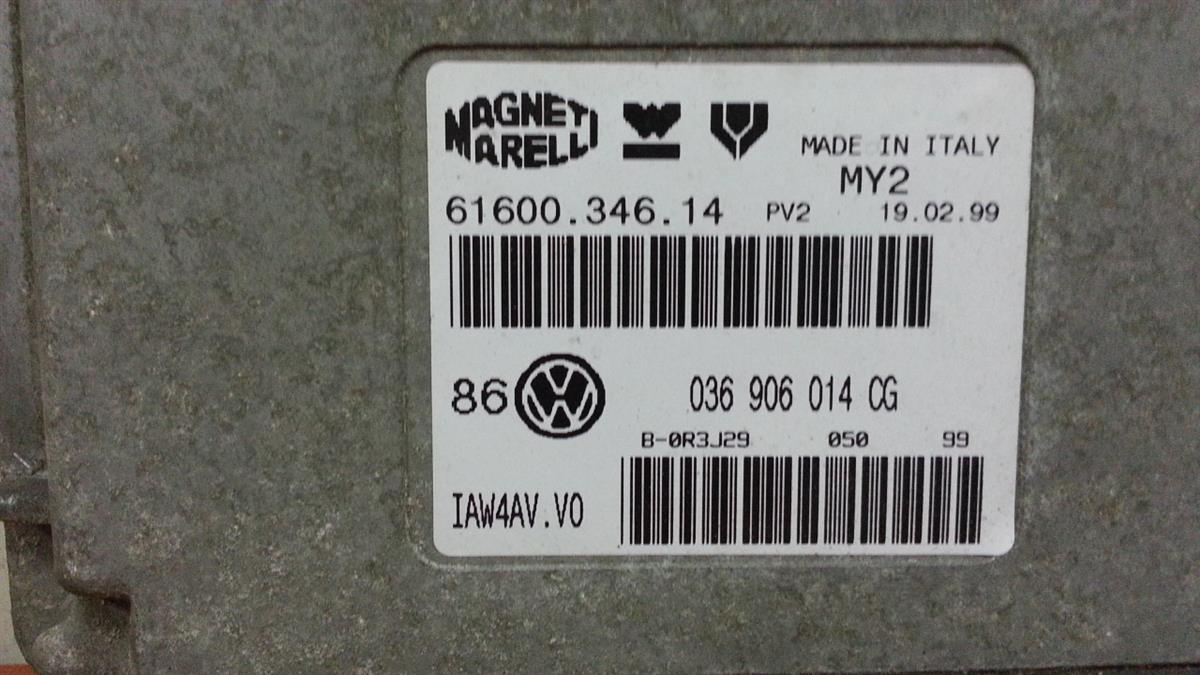 MAGNETI
MARELLI
MADE IN ITALY
MY2
61600.346.14 PV2 19.02.99
86 036 906 014 CG
B-0R3J29 050 99
IAW4AV.V0